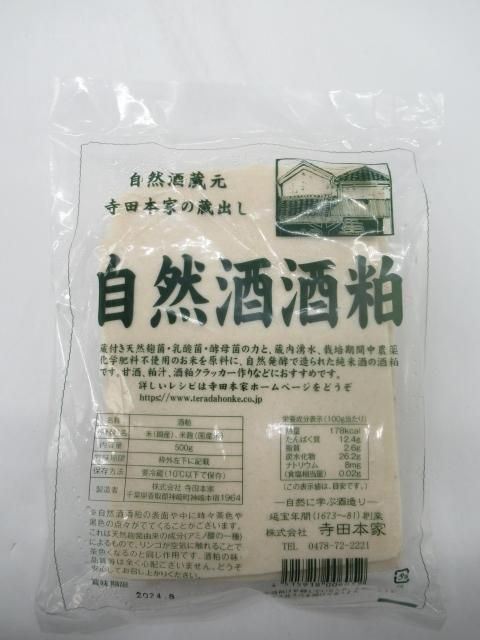 自然酒蔵元
寺田本家の蔵出し
自然酒酒粕
蔵付き天然麹菌・乳酸菌・酵母菌の力と、蔵内湧水、栽培期間中農薬
化学肥料不使用のお米を原料に、自然発酵で造られた純米酒の酒粕
です。甘酒、粕汁、酒粕クラッカー作りなどにおすすめです。
詳しいレシピは寺田本家ホームページをどうぞ
https://www.teradahonke.co.jp
名称 酒粕
米(国産)、米麹(国産米)
内容量 500g
賞味期限 枠外左下に記載
保存方法 要冷蔵(10℃以下で保存)
製造者 株式会社 寺田本家
千葉県香取郡神崎町神崎本宿1964
栄養成分表示(100g当たり)
熱量 178kcal
たんぱく質 12.4g
脂質 2.6g
炭水化物 26.2g
ナトリウム 8mg
(食塩相当量) 0.02g
(この表示値は、目安です。)
―自然に学ぶ酒造り―
延宝年間(1673~81)創業
株式会社 寺田本家
TEL 0478-72-2221
※自然酒酒粕の表面や中に時々茶色や
黒色の点々がでてくることがございます。
これは天然麹菌由来の成分(アミノ酸の一種)
によるもので、リンゴが空気に触れることで
茶色くなるのと同じ作用です。酒粕の味、
品質等は全く心配ございません。どうぞ
安心してお召し上がりください。
賞味期限
2024.8